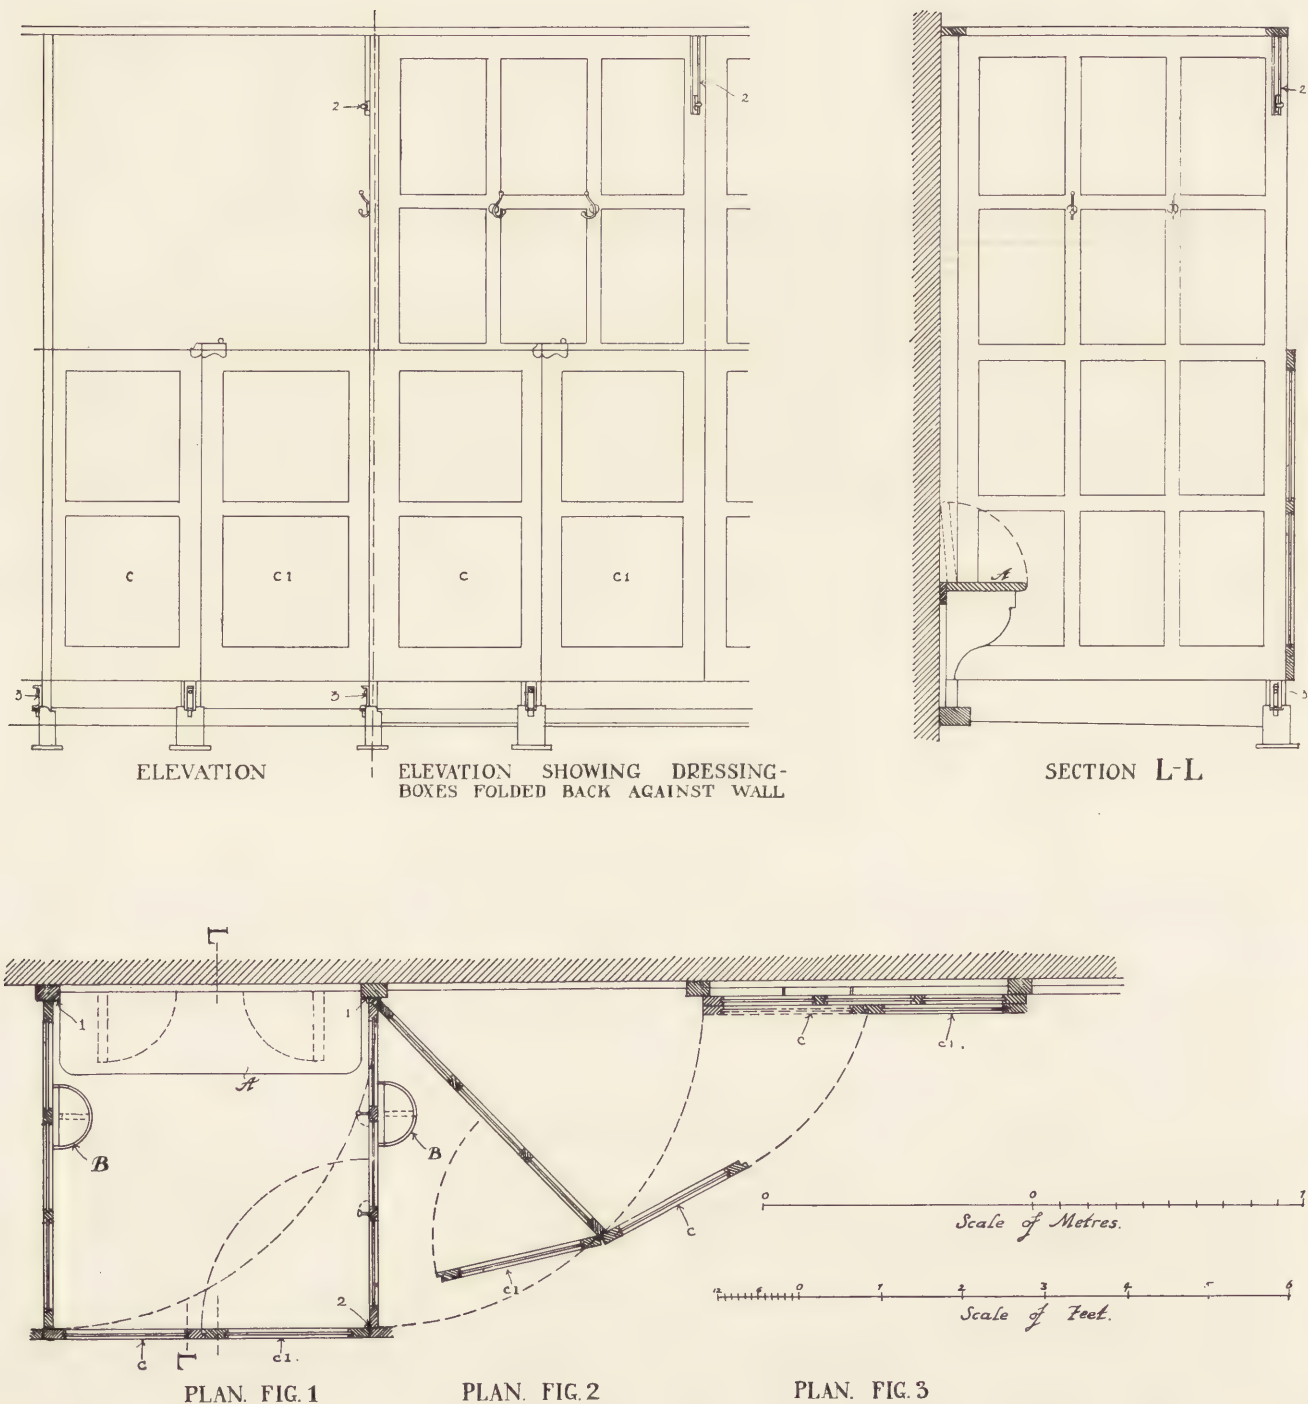 2
2
2
C
C1
C
C1
A
3
3
3
ELEVATION
ELEVATION SHOWING DRESSING-
BOXES FOLDED BACK AGAINST WALL
SECTION L-L
L
1
1
A
B
B
C
C1.
C
C1
2
C
C1.
L
0 0 1
Scale of Metres.
12 6 0 1 2 3 4 5 6
Scale of Feet.
PLAN. FIG. 1
PLAN. FIG. 2
PLAN. FIG. 3